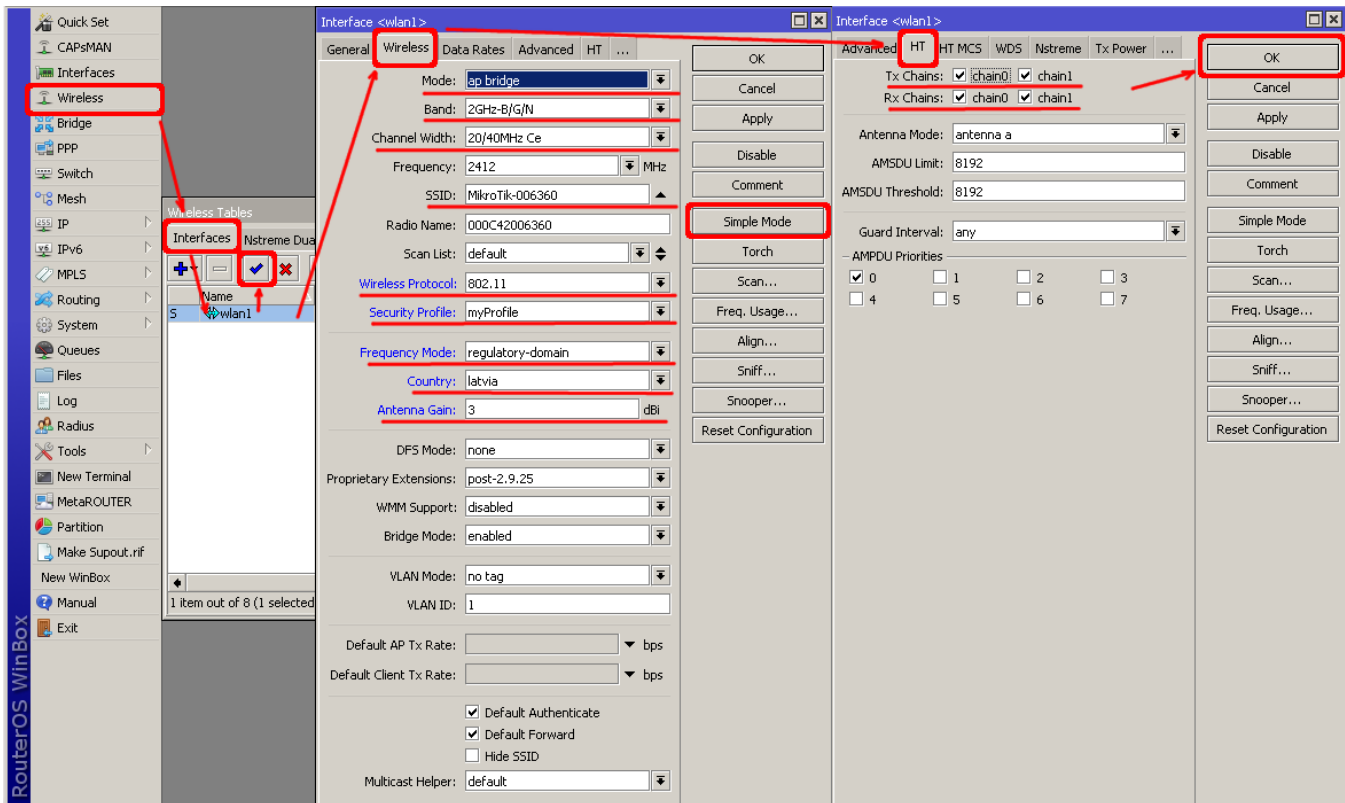 Quick Set
CAPsMAN
Interfaces
Wireless
Bridge
PPP
Switch
Mesh
IP
IPv6
MPLS
Routing
System
Queues
Files
Log
Radius
Tools
New Terminal
MetaROUTER
Partition
Make Supout.rif
New WinBox
Manual
Exit
RouterOS WinBox
Wireless Tables
Interfaces Nstreme Dua
Name
S wlan1
1 item out of 8 (1 selected
Interface <wlan1>
General Wireless Data Rates Advanced HT ...
Mode: ap bridge
Band: 2GHz-B/G/N
Channel Width: 20/40MHz Ce
Frequency: 2412 MHz
SSID: MikroTik-006360
Radio Name: 000C42006360
Scan List: default
Wireless Protocol: 802.11
Security Profile: myProfile
Frequency Mode: regulatory-domain
Country: latvia
Antenna Gain: 3 dBi
DFS Mode: none
Proprietary Extensions: post-2.9.25
WMM Support: disabled
Bridge Mode: enabled
VLAN Mode: no tag
VLAN ID: 1
Default AP Tx Rate: bps
Default Client Tx Rate: bps
Default Authenticate
Default Forward
Hide SSID
Multicast Helper: default
OK
Cancel
Apply
Disable
Comment
Simple Mode
Torch
Scan...
Freq. Usage...
Align...
Sniff...
Snooper...
Reset Configuration
Interface <wlan1>
Advanced HT HT MCS WDS Nstreme Tx Power ...
Tx Chains: chain0 chain1
Rx Chains: chain0 chain1
Antenna Mode: antenna a
AMSDU Limit: 8192
AMSDU Threshold: 8192
Guard Interval: any
AMPDU Priorities
0 1 2 3
4 5 6 7
OK
Cancel
Apply
Disable
Comment
Simple Mode
Torch
Scan...
Freq. Usage...
Align...
Sniff...
Snooper...
Reset Configuration